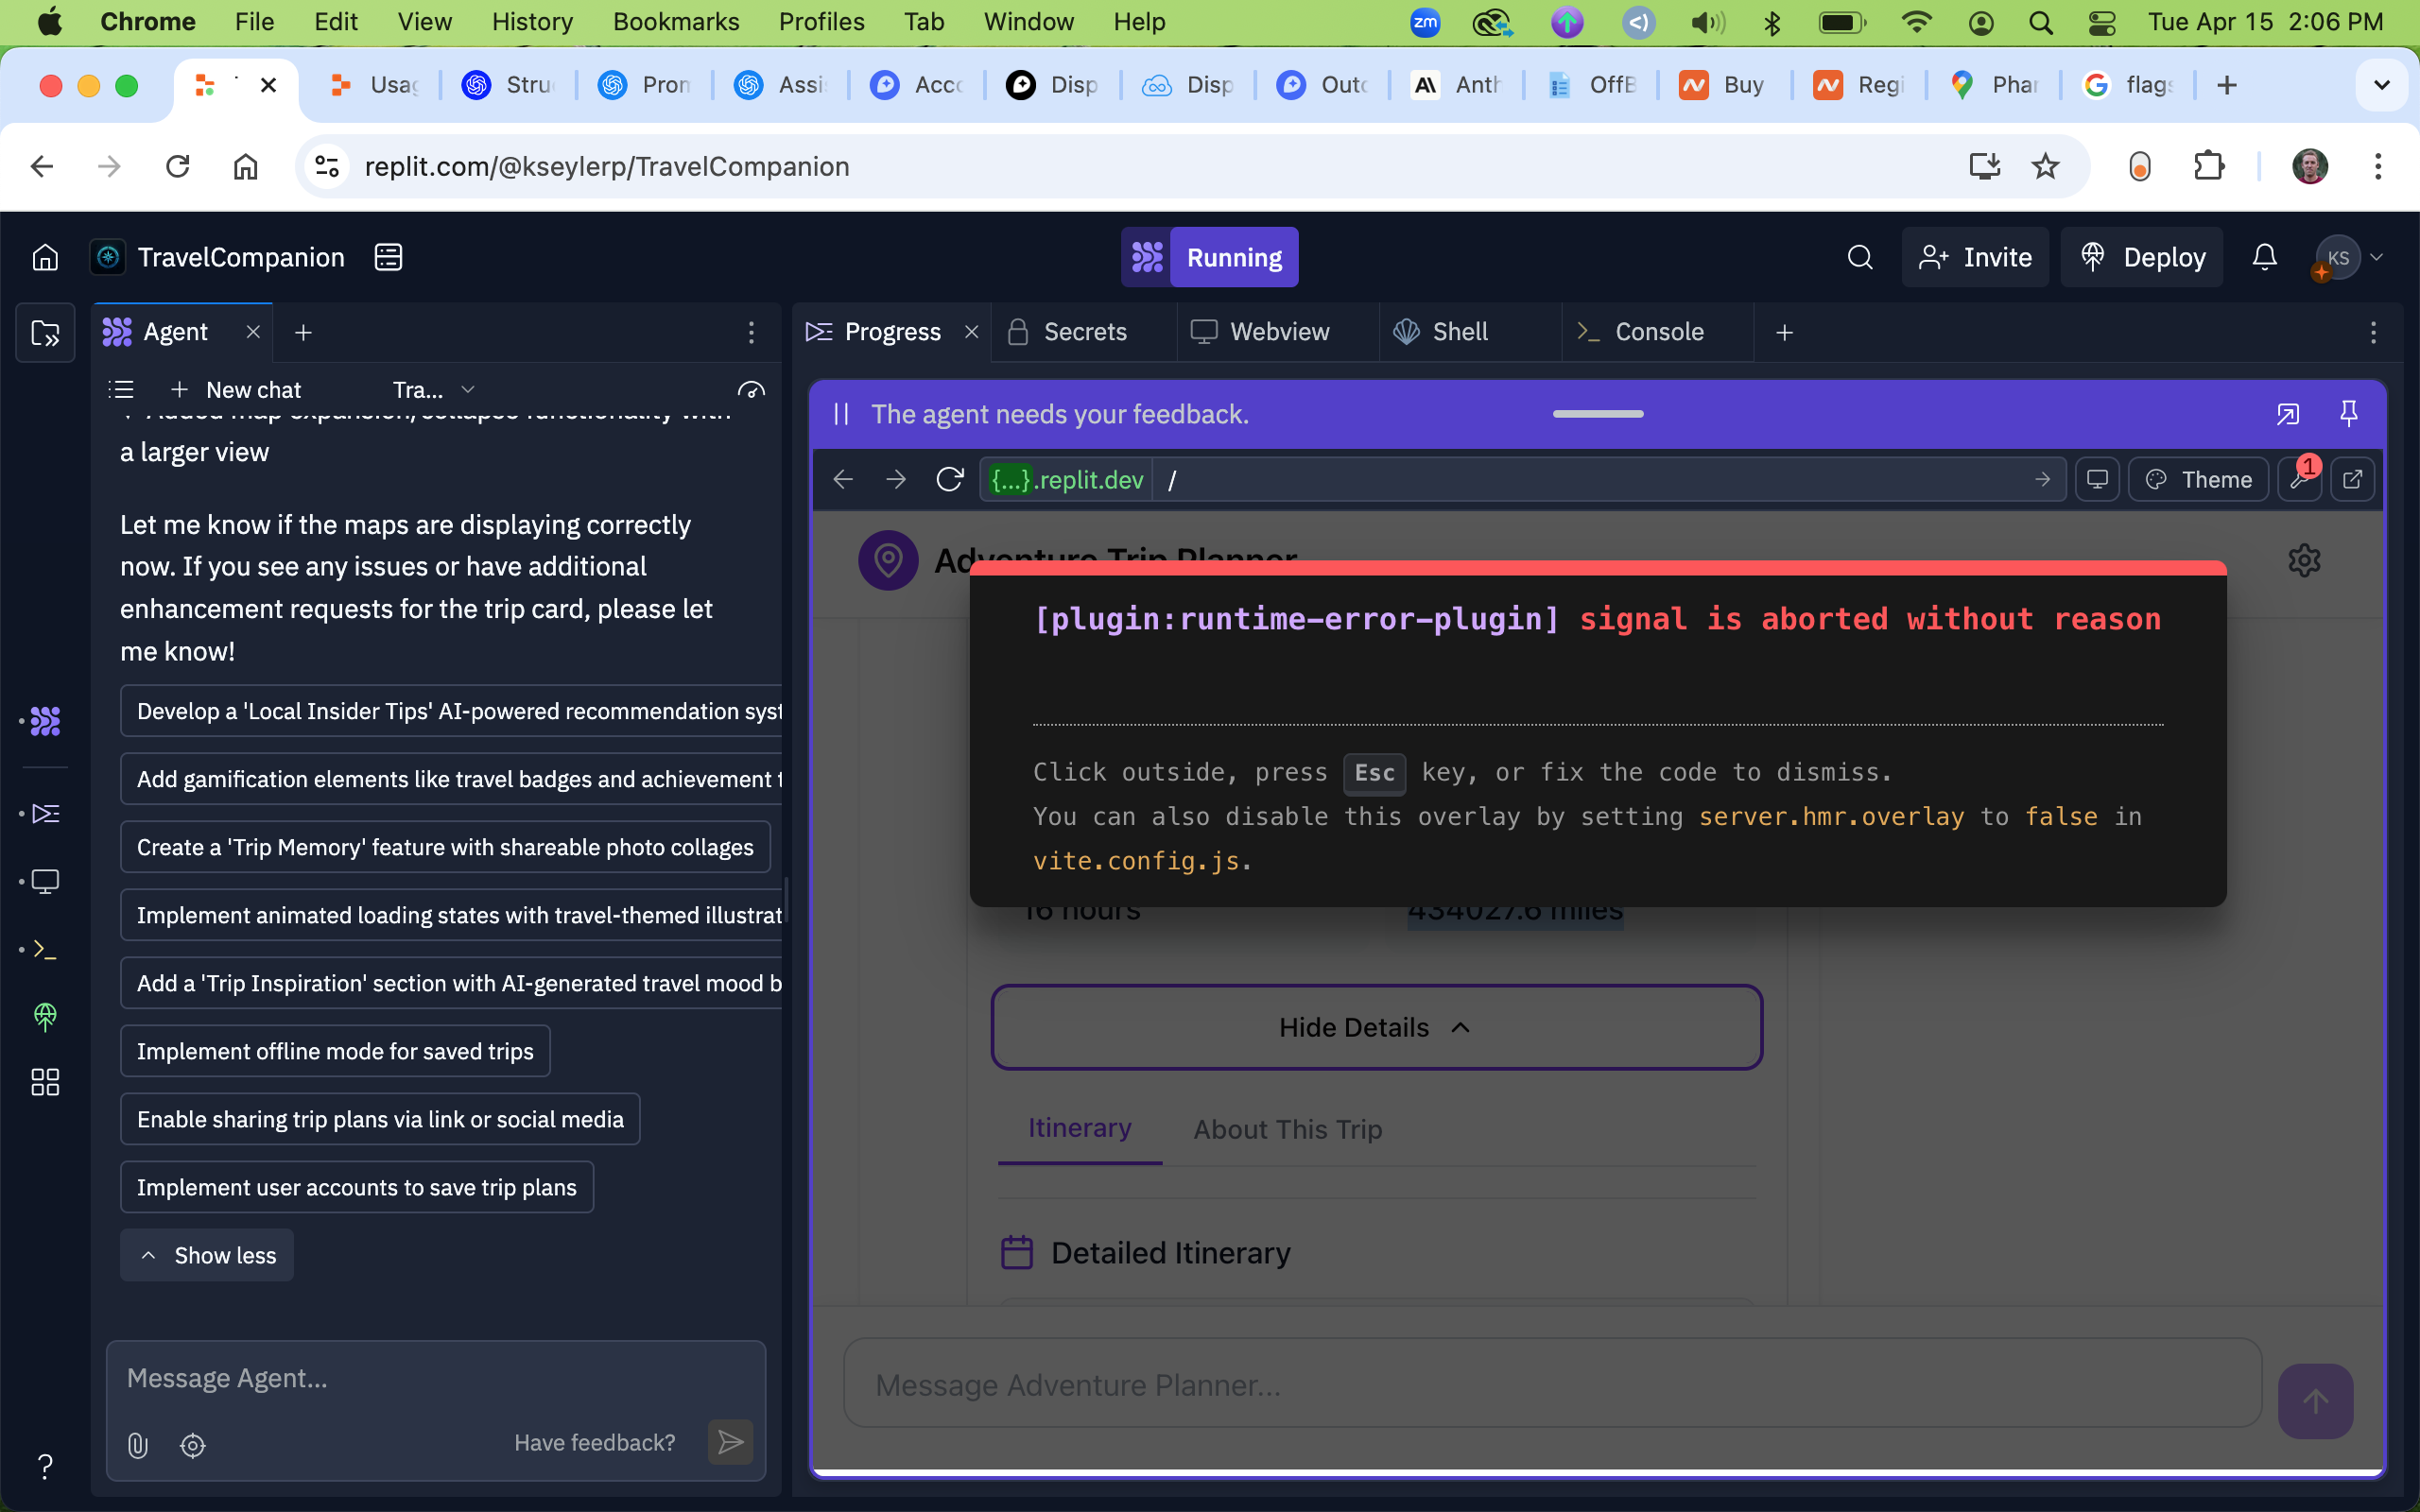 Chrome File Edit View History Bookmarks Profiles Tab Window Help zm Tue Apr 15 2:06 PM
Usag Stru Prom Assi Acco Disp Disp Outd Anth OffB Buy Regi Phar flags
replit.com/@kseylerp/TravelCompanion
TravelCompanion Running Invite Deploy KS
Agent Progress Secrets Webview Shell Console
New chat Tra...
The agent needs your feedback.
Added map expansion/collapse functionality with
a larger view
{...}.replit.dev / Theme 1
Let me know if the maps are displaying correctly
now. If you see any issues or have additional
enhancement requests for the trip card, please let
me know!
Develop a 'Local Insider Tips' AI-powered recommendation syst
Add gamification elements like travel badges and achievement t
Create a 'Trip Memory' feature with shareable photo collages
Implement animated loading states with travel-themed illustrat
Add a 'Trip Inspiration' section with AI-generated travel mood b
Implement offline mode for saved trips
Enable sharing trip plans via link or social media
Implement user accounts to save trip plans
Show less
Message Agent...
Have feedback?
?
Adventure Trip Planner
[plugin:runtime-error-plugin] signal is aborted without reason
Click outside, press Esc key, or fix the code to dismiss.
You can also disable this overlay by setting server.hmr.overlay to false in
vite.config.js.
16 hours 434027.6 miles
Hide Details
Itinerary About This Trip
Detailed Itinerary
Message Adventure Planner...